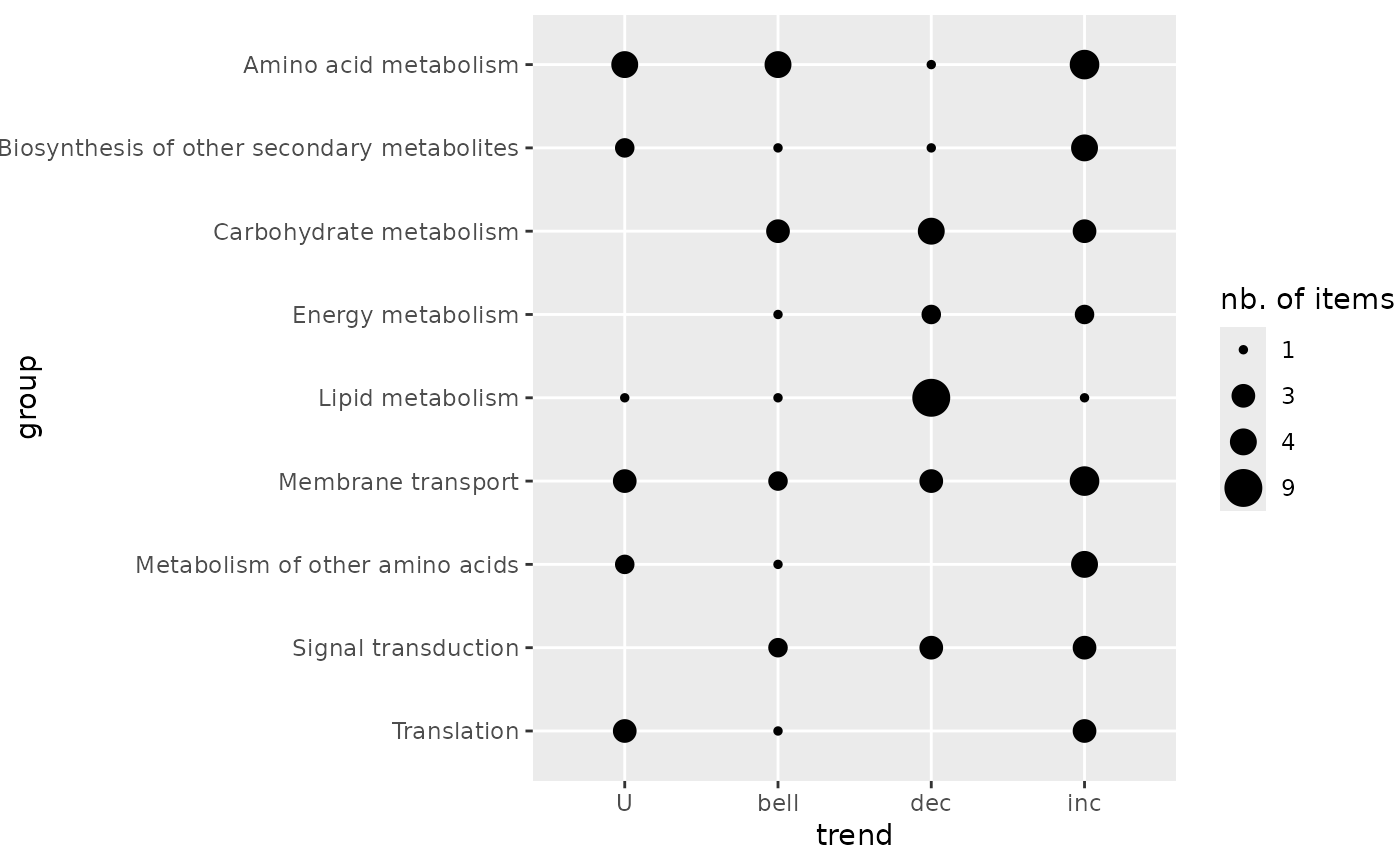 Amino acid metabolism
Biosynthesis of other secondary metabolites
Carbohydrate metabolism
Energy metabolism
Lipid metabolism
Membrane transport
Metabolism of other amino acids
Signal transduction
Translation
group
U bell dec inc
trend
nb. of items
1
3
4
9